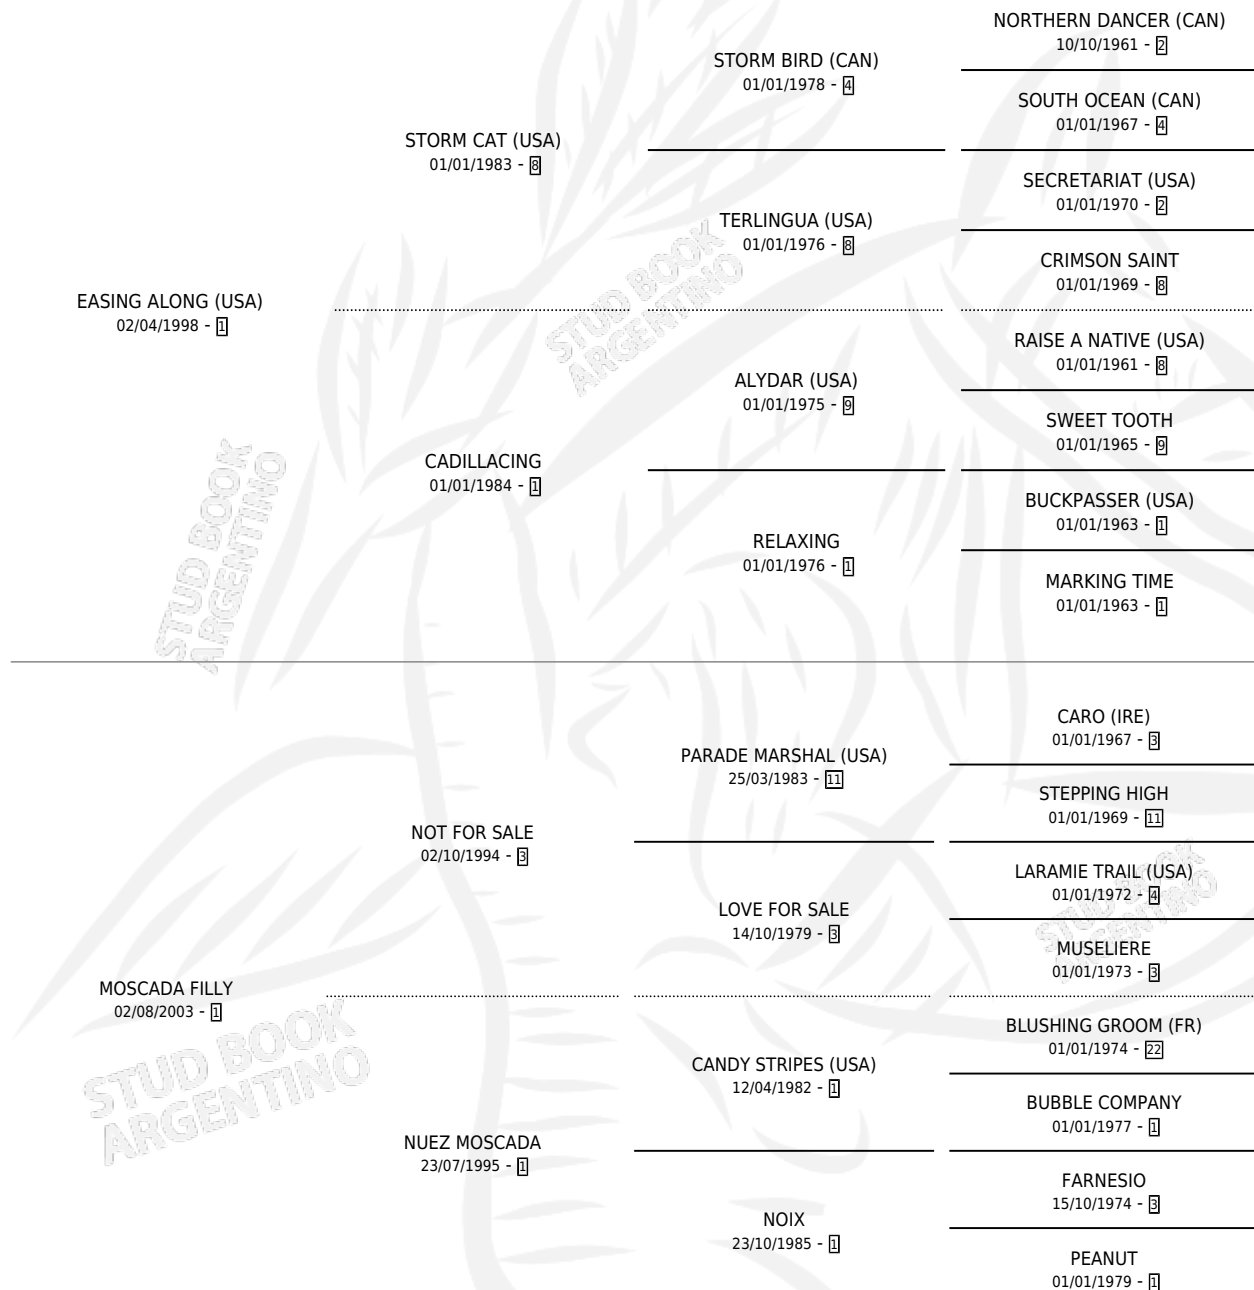 NORTHERN DANCER (CAN)
10/10/1961 - 2
STORM BIRD (CAN)
01/01/1978 - 4
SOUTH OCEAN (CAN)
01/01/1967 - 4
STORM CAT (USA)
01/01/1983 - 8
SECRETARIAT (USA)
01/01/1970 - 2
TERLINGUA (USA)
01/01/1976 - 8
CRIMSON SAINT
01/01/1969 - 8
EASING ALONG (USA)
02/04/1998 - 1
RAISE A NATIVE (USA)
01/01/1961 - 8
ALYDAR (USA)
01/01/1975 - 9
SWEET TOOTH
01/01/1965 - 9
CADILLACING
01/01/1984 - 1
BUCKPASSER (USA)
01/01/1963 - 1
RELAXING
01/01/1976 - 1
MARKING TIME
01/01/1963 - 1
CARO (IRE)
01/01/1967 - 3
PARADE MARSHAL (USA)
25/03/1983 - 11
STEPPING HIGH
01/01/1969 - 11
NOT FOR SALE
02/10/1994 - 3
LARAMIE TRAIL (USA)
01/01/1972 - 4
LOVE FOR SALE
14/10/1979 - 3
MUSELIERE
01/01/1973 - 3
MOSCADA FILLY
02/08/2003 - 1
BLUSHING GROOM (FR)
01/01/1974 - 22
CANDY STRIPES (USA)
12/04/1982 - 1
BUBBLE COMPANY
01/01/1977 - 1
NUEZ MOSCADA
23/07/1995 - 1
FARNESIO
15/10/1974 - 3
NOIX
23/10/1985 - 1
PEANUT
01/01/1979 - 1
STUD BOOK
ARGENTINO
STUD BOOK
ARGENTINO
STUD BOOK
ARGENTINO
STUD BOOK
ARGENTINO